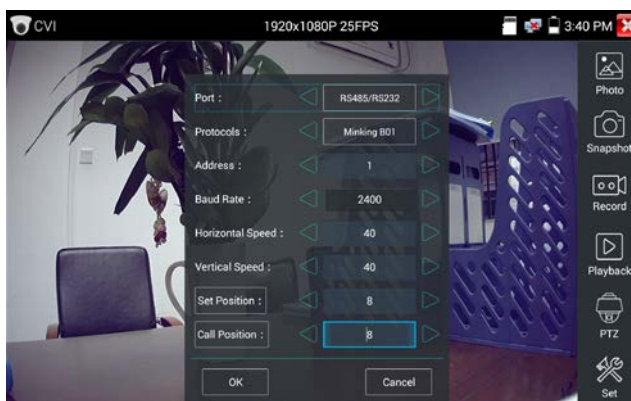 CVI 1920x1080P 25FPS 3:40 PM
Port : RS485/RS232
Protocols : Minking B01
Address : 1
Baud Rate : 2400
Horizontal Speed : 40
Vertical Speed : 40
Set Position : 8
Call Position : 8
OK Cancel
Photo
Snapshot
Record
Playback
PTZ
Set